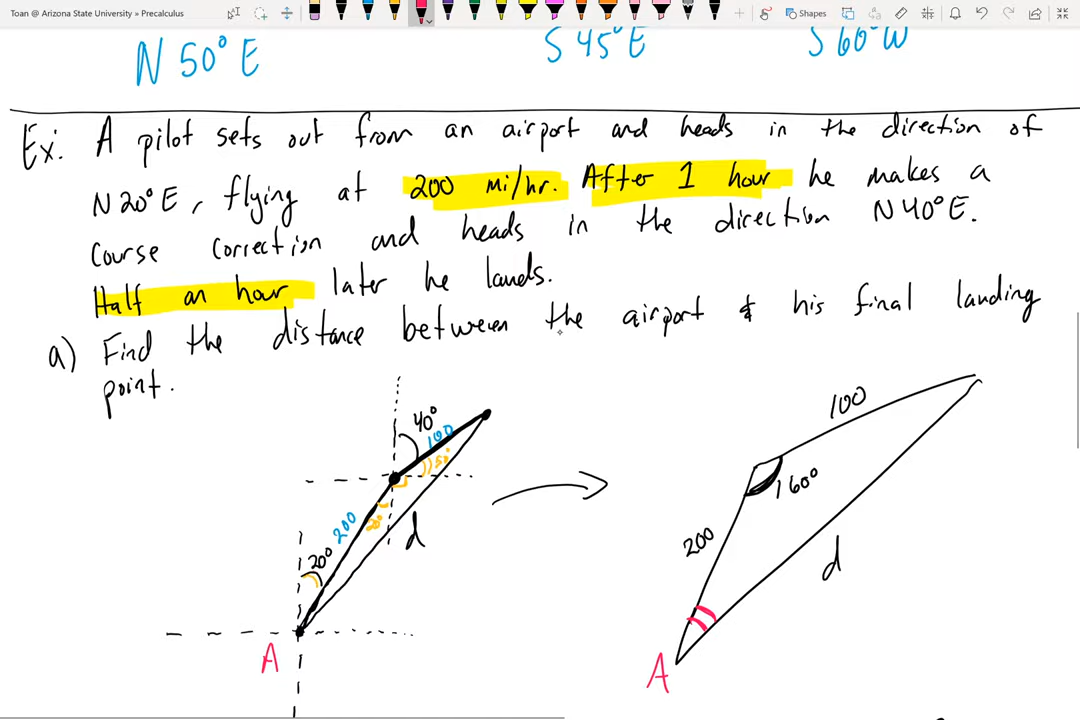 Toan @ Arizona State University » Precalculus
Shapes
N 50° E
S 45° E
S 60° W
Ex: A pilot sets out from an airport and heads in the direction of
N20°E, flying at 200 mi/hr. After 1 hour he makes a
Course correction and heads in the direction N 40° E.
Half an hour later he lands.
a) Find the distance between the airport & his final landing
point.
40°
100
50°
20°
200
20°
d
A
100
160°
200
d
A